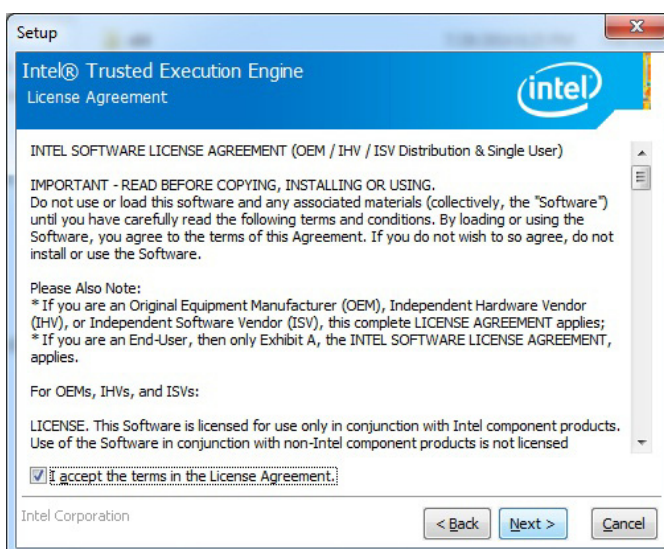 Setup
Intel® Trusted Execution Engine
License Agreement
intel
INTEL SOFTWARE LICENSE AGREEMENT (OEM / IHV / ISV Distribution & Single User)
IMPORTANT - READ BEFORE COPYING, INSTALLING OR USING.
Do not use or load this software and any associated materials (collectively, the "Software")
until you have carefully read the following terms and conditions. By loading or using the
Software, you agree to the terms of this Agreement. If you do not wish to so agree, do not
install or use the Software.
Please Also Note:
* If you are an Original Equipment Manufacturer (OEM), Independent Hardware Vendor
(IHV), or Independent Software Vendor (ISV), this complete LICENSE AGREEMENT applies;
* If you are an End-User, then only Exhibit A, the INTEL SOFTWARE LICENSE AGREEMENT,
applies.
For OEMs, IHVs, and ISVs:
LICENSE. This Software is licensed for use only in conjunction with Intel component products.
Use of the Software in conjunction with non-Intel component products is not licensed
I accept the terms in the License Agreement.
Intel Corporation
< Back Next > Cancel